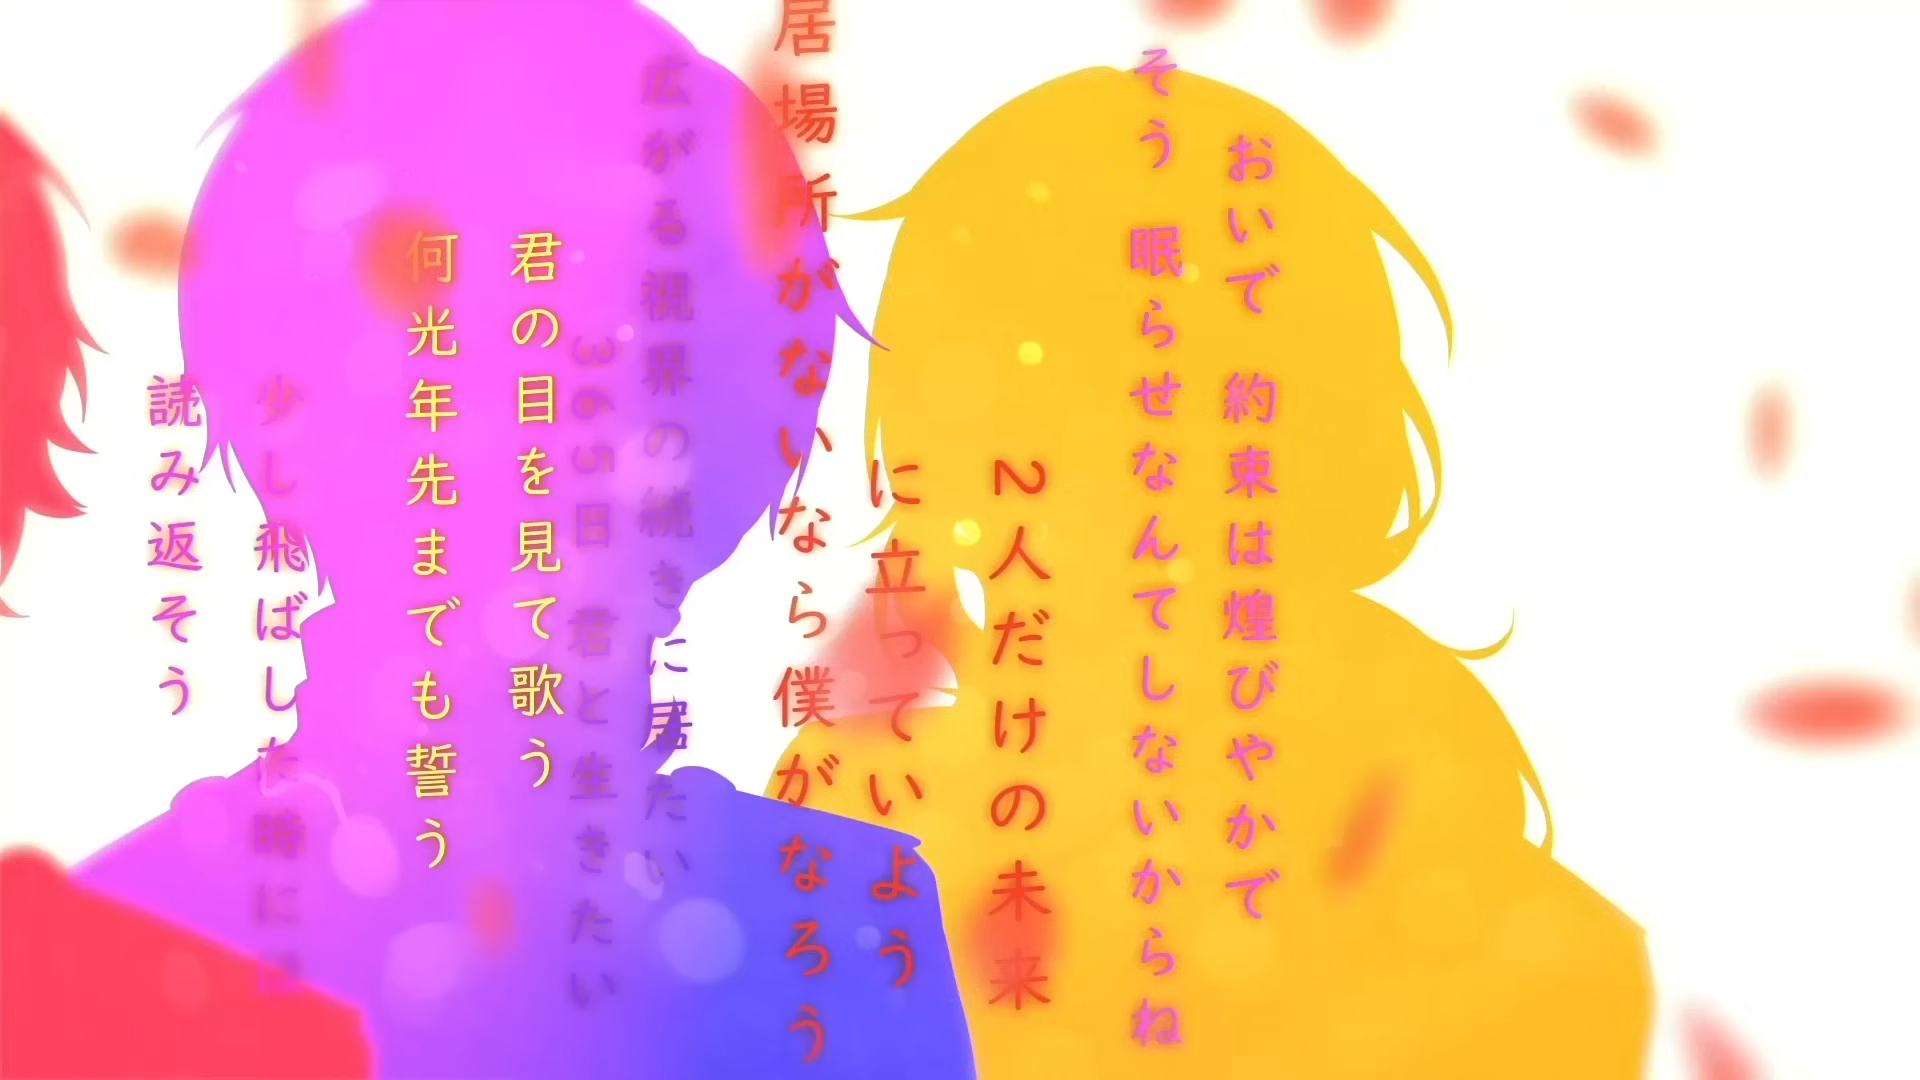 おいで 約束は煌びやかで
そう 眠らせなんてしないからね
2人だけの未来
に立っていよう
居場所がないなら僕がなろう
広がる視界の続きに居たい
365日 君と生きたい
君の目を見て歌う
何光年先までも誓う
少し飛ばした時には
読み返そう